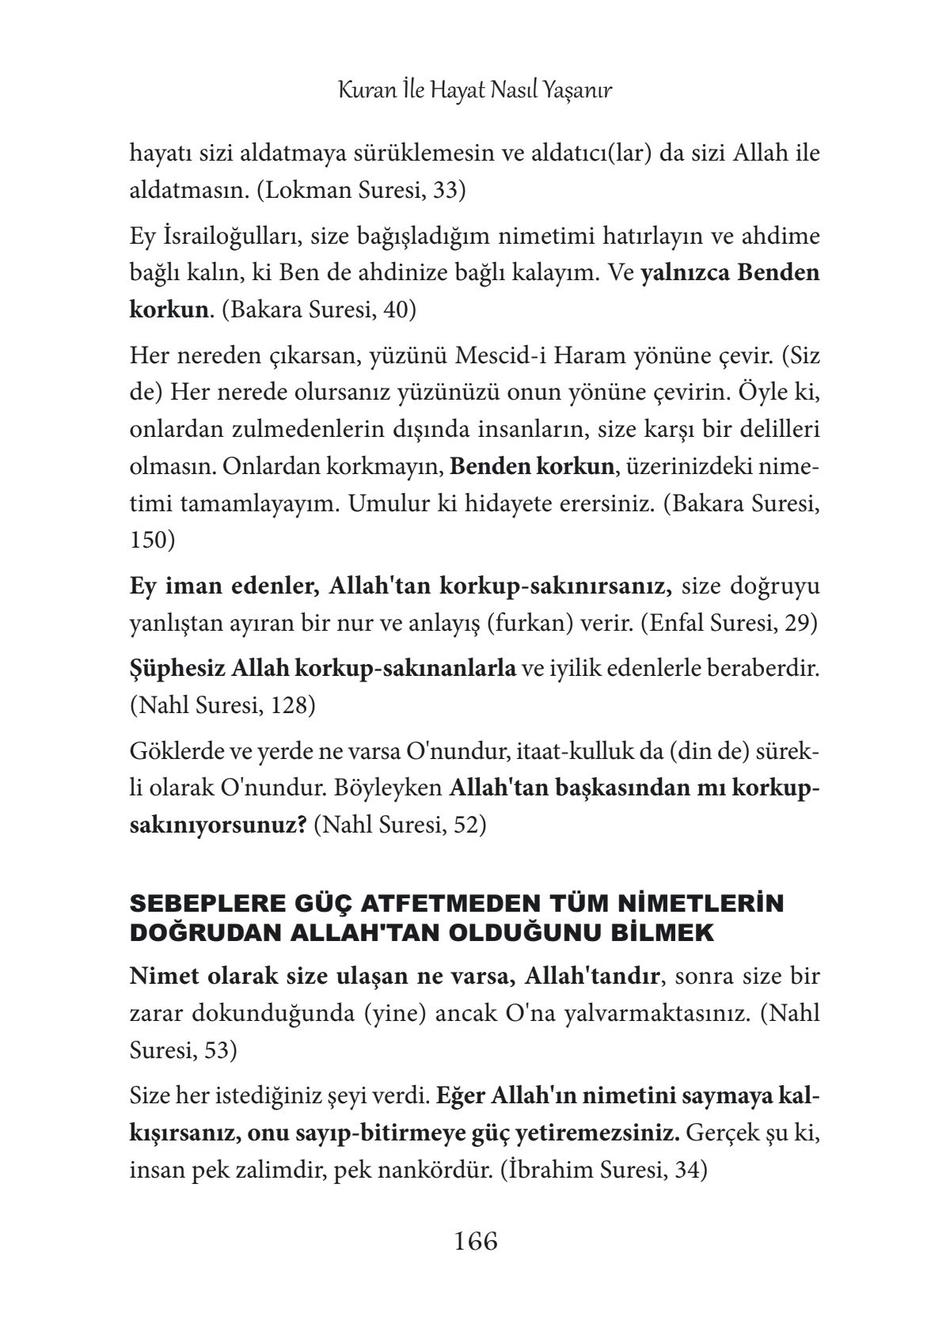 Kuran İle Hayat Nasıl Yaşanır
hayatı sizi aldatmaya sürüklemesin ve aldatıcı(lar) da sizi Allah ile
aldatmasın. (Lokman Suresi, 33)
Ey İsrailoğulları, size bağışladığım nimetimi hatırlayın ve ahdime
bağlı kalın, ki Ben de ahdinize bağlı kalayım. Ve yalnızca Benden
korkun. (Bakara Suresi, 40)
Her nereden çıkarsan, yüzünü Mescid-i Haram yönüne çevir. (Siz
de) Her nerede olursanız yüzünüzü onun yönüne çevirin. Öyle ki,
onlardan zulmedenlerin dışında insanların, size karşı bir delilleri
olmasın. Onlardan korkmayın, Benden korkun, üzerinizdeki nime-
timi tamamlayayım. Umulur ki hidayete erersiniz. (Bakara Suresi,
150)
Ey iman edenler, Allah'tan korkup-sakınırsanız, size doğruyu
yanlıştan ayıran bir nur ve anlayış (furkan) verir. (Enfal Suresi, 29)
Şüphesiz Allah korkup-sakınanlarla ve iyilik edenlerle beraberdir.
(Nahl Suresi, 128)
Göklerde ve yerde ne varsa O'nundur, itaat-kulluk da (din de) sürek-
li olarak O'nundur. Böyleyken Allah'tan başkasından mı korkup-
sakınıyorsunuz? (Nahl Suresi, 52)
SEBEPLERE GÜÇ ATFETMEDEN TÜM NİMETLERİN
DOĞRUDAN ALLAH'TAN OLDUĞUNU BİLMEK
Nimet olarak size ulaşan ne varsa, Allah'tandır, sonra size bir
zarar dokunduğunda (yine) ancak O'na yalvarmaktasınız. (Nahl
Suresi, 53)
Size her istediğiniz şeyi verdi. Eğer Allah'ın nimetini saymaya kal-
kışırsanız, onu sayıp-bitirmeye güç yetiremezsiniz. Gerçek şu ki,
insan pek zalimdir, pek nankördür. (İbrahim Suresi, 34)
166